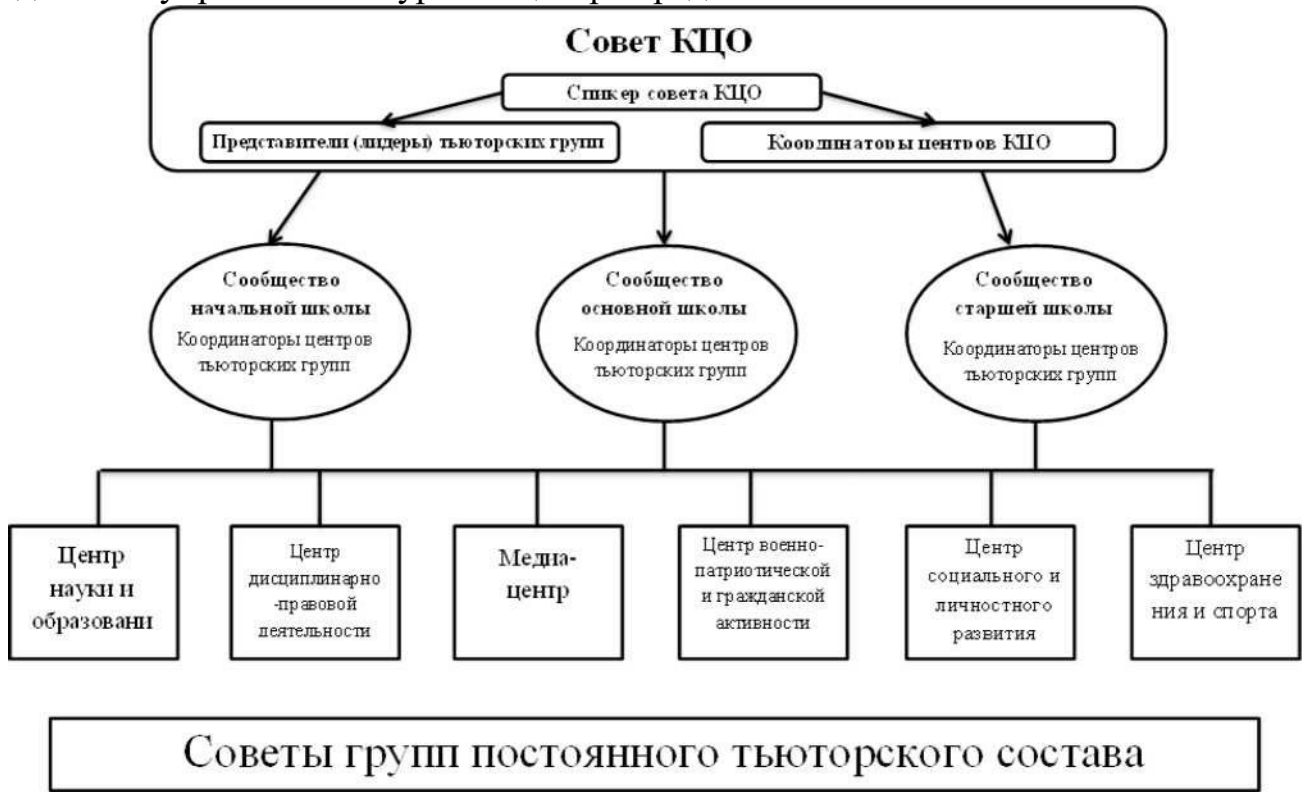 Совет КЦО
Спикер совета КЦО
Представители (лидеры) тьюторских групп
Координаторы центров КЦО
Сообщество
начальной школы
Координаторы центров
тьюторских групп
Сообщество
основной школы
Координаторы центров
тьюторских групп
Сообщество
старшей школы
Координаторы центров
тьюторских групп
Центр
науки и
образовани
Центр
дисциплинарно
-правовой
деятельности
Медиа-
центр
Центр военно-
патриотической
и гражданской
активности
Центр
социального и
личностного
развития
Центр
здравоохране
ния и спорта
Советы групп постоянного тьюторского состава